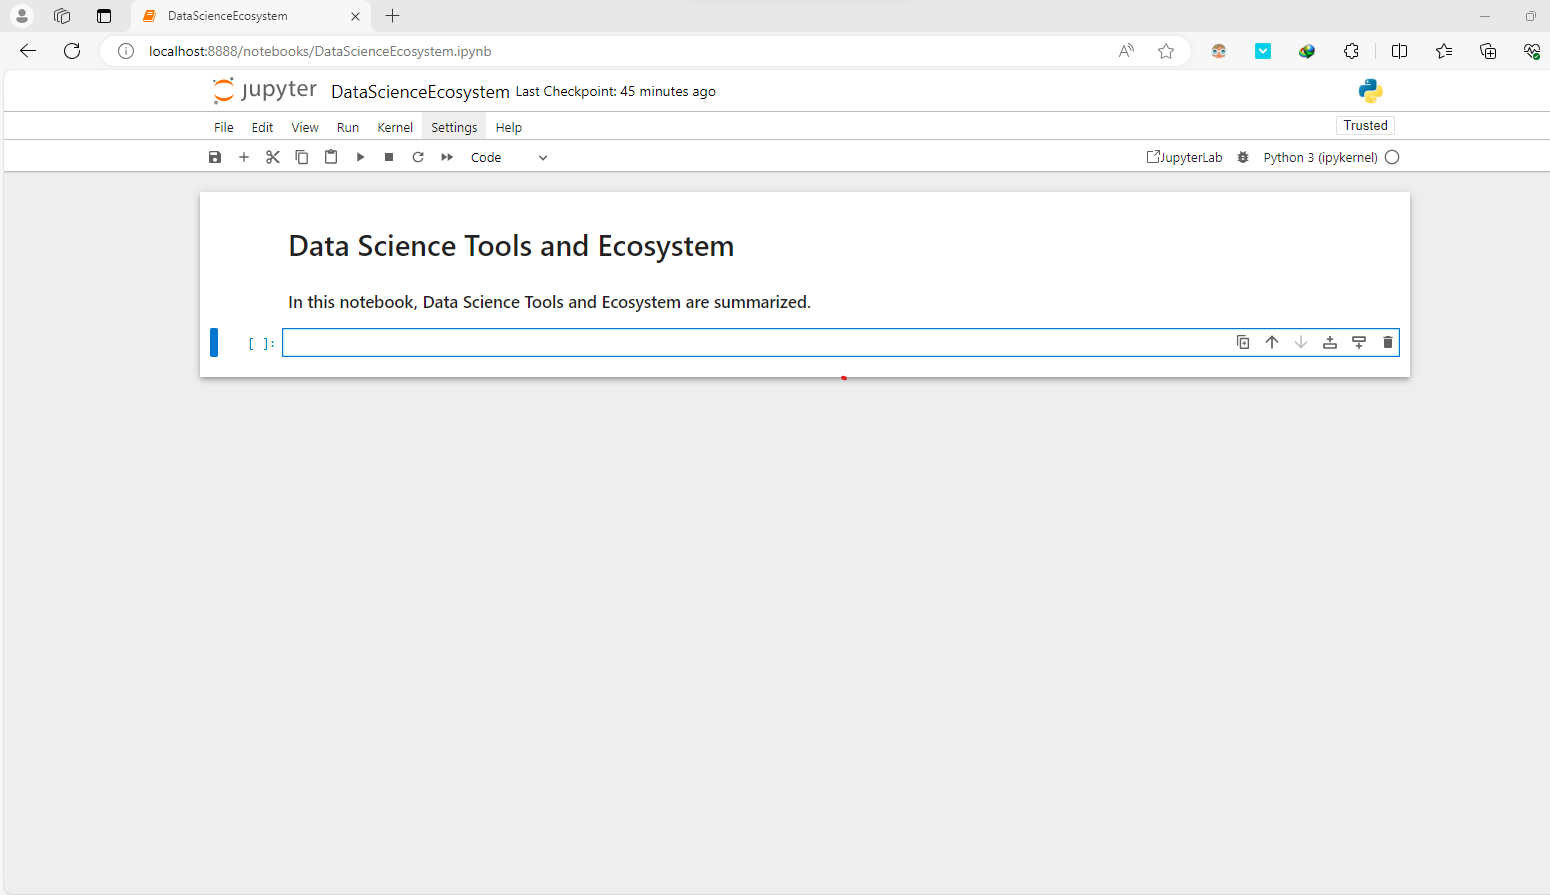 DataScienceEcosystem
localhost:8888/notebooks/DataScienceEcosystem.ipynb
jupyter DataScienceEcosystem Last Checkpoint: 45 minutes ago
File Edit View Run Kernel Settings Help
Trusted
Code JupyterLab Python 3 (ipykernel)
Data Science Tools and Ecosystem
In this notebook, Data Science Tools and Ecosystem are summarized.
[ ]: